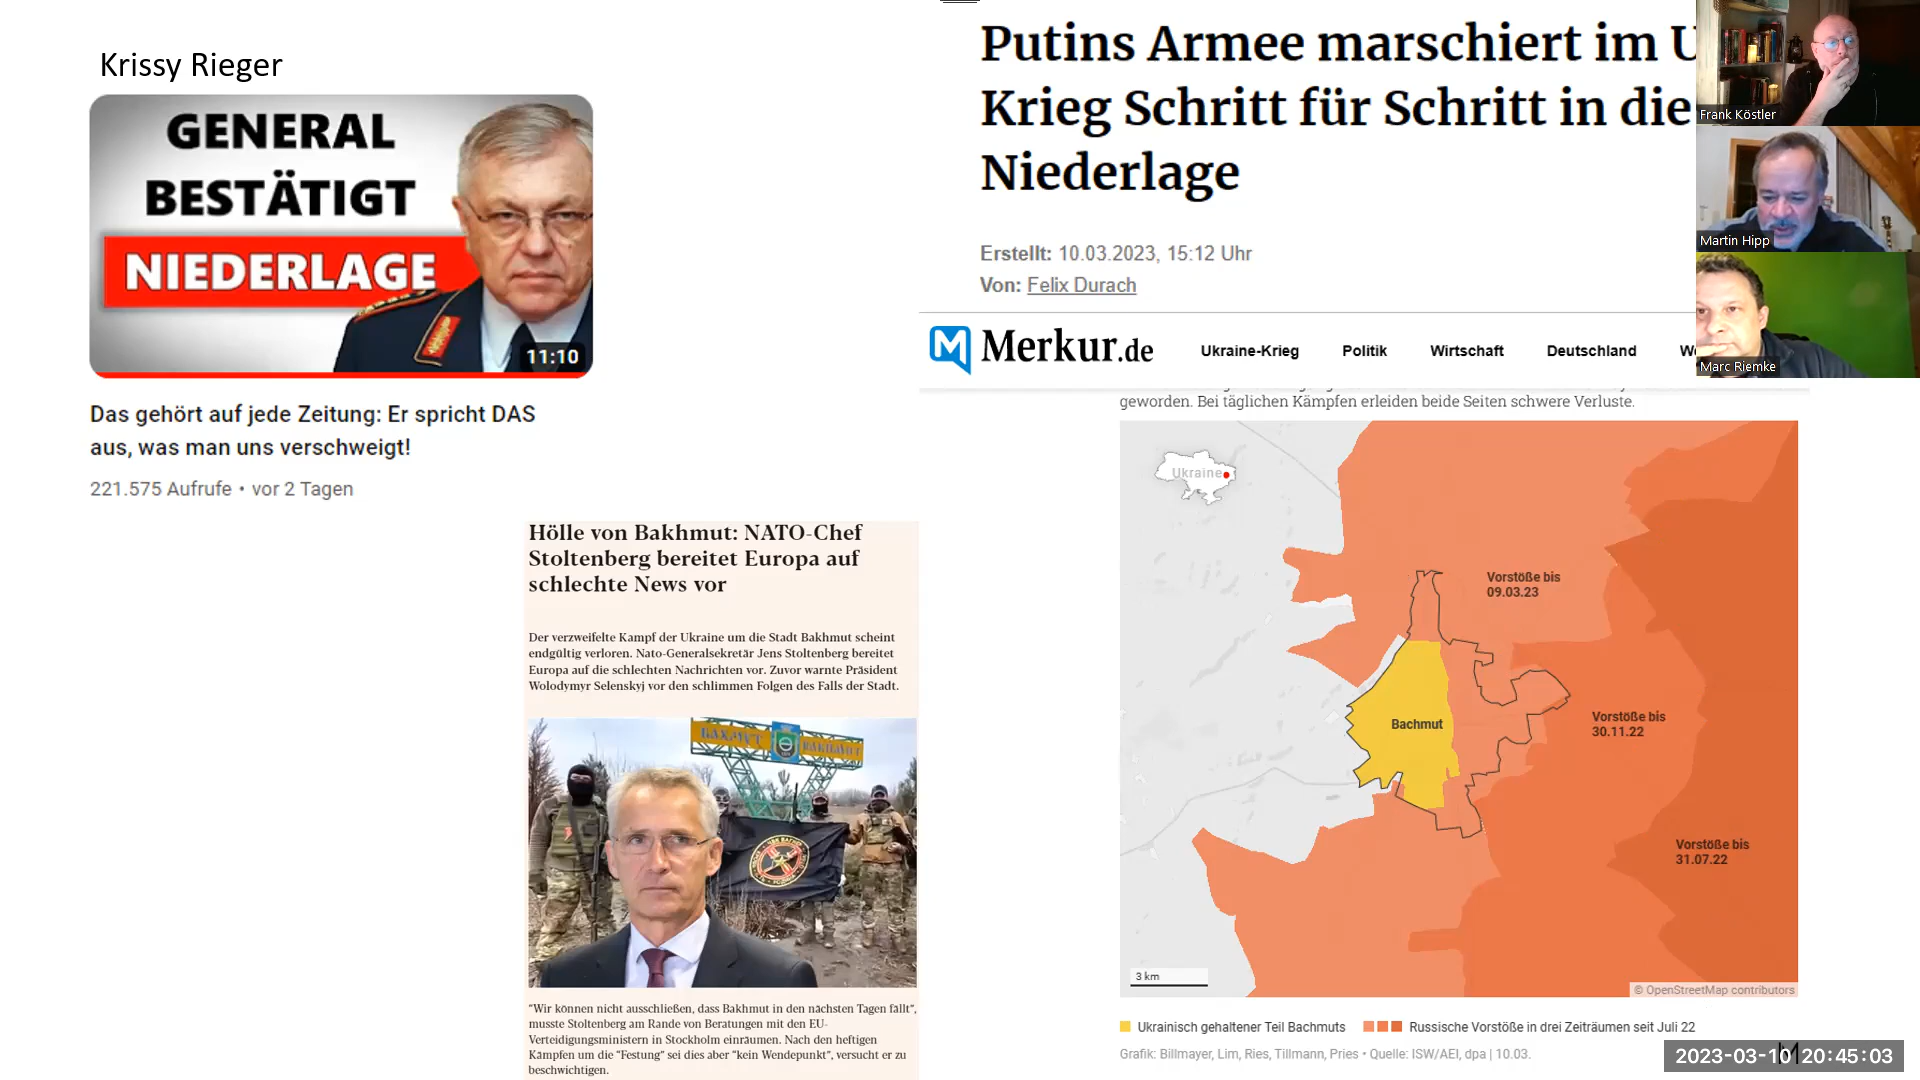 Krissy Rieger
GENERAL
BESTÄTIGT
NIEDERLAGE
11:10
Das gehört auf jede Zeitung: Er spricht DAS
aus, was man uns verschweigt!
221.575 Aufrufe • vor 2 Tagen
Hölle von Bakhmut: NATO-Chef
Stoltenberg bereitet Europa auf
schlechte News vor
Der verzweifelte Kampf der Ukraine um die Stadt Bakhmut scheint
endgültig verloren. Nato-Generalsekretär Jens Stoltenberg bereitet
Europa auf die schlechten Nachrichten vor. Zuvor warnte Präsident
Wolodymyr Selenskyj vor den schlimmen Folgen des Falls der Stadt.
БАХМУТ
"Wir können nicht ausschließen, dass Bakhmut in den nächsten Tagen fällt",
musste Stoltenberg am Rande von Beratungen mit den EU-
Verteidigungsministern in Stockholm einräumen. Nach den heftigen
Kämpfen um die "Festung" sei dies aber "kein Wendepunkt", versucht er zu
beschwichtigen.
Putins Armee marschiert im U
Krieg Schritt für Schritt in die
Niederlage
Erstellt: 10.03.2023, 15:12 Uhr
Von: Felix Durach
M Merkur.de
Ukraine-Krieg Politik Wirtschaft Deutschland
geworden. Bei täglichen Kämpfen erleiden beide Seiten schwere Verluste.
Ukraine
Vorstöße bis
09.03.23
Bachmut
Vorstöße bis
30.11.22
Vorstöße bis
31.07.22
3 km
© OpenStreetMap contributors
Ukrainisch gehaltener Teil Bachmuts Russische Vorstöße in drei Zeiträumen seit Juli 22
Grafik: Billmayer, Lim, Ries, Tillmann, Pries • Quelle: ISW/AEI, dpa | 10.03.
Frank Köstler
Martin Hipp
Marc Riemke
2023-03-10 20:45:03